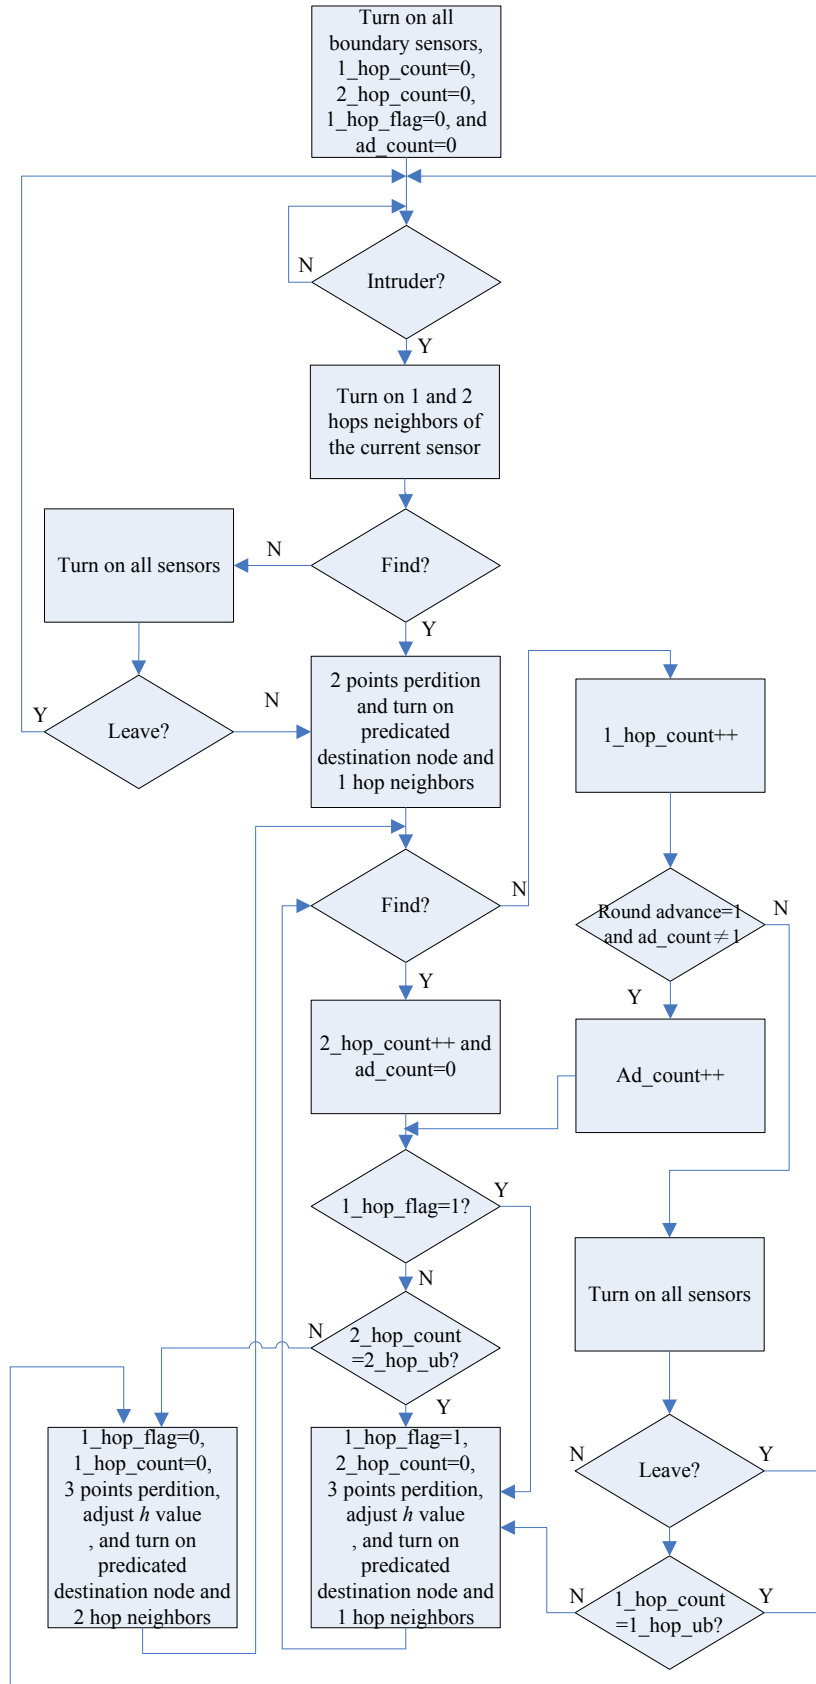 Turn on all
boundary sensors,
1_hop_count=0,
2_hop_count=0,
1_hop_flag=0, and
ad_count=0
N
Intruder?
Y
Turn on 1 and 2
hops neighbors of
the current sensor
Turn on all sensors
N
Find?
Y
Y
Leave?
N
2 points perdition
and turn on
predicated
destination node and
1 hop neighbors
1_hop_count++
Find?
N
Y
Round advance=1
and ad_count≠1
N
Y
2_hop_count++ and
ad_count=0
Ad_count++
1_hop_flag=1?
Y
N
Turn on all sensors
N
2_hop_count
=2_hop_ub?
Y
1_hop_flag=0,
1_hop_count=0,
3 points perdition,
adjust h value
, and turn on
predicated
destination node and
2 hop neighbors
1_hop_flag=1,
2_hop_count=0,
3 points perdition,
adjust h value
, and turn on
predicated
destination node and
1 hop neighbors
N
Leave?
Y
N
1_hop_count
=1_hop_ub?
Y